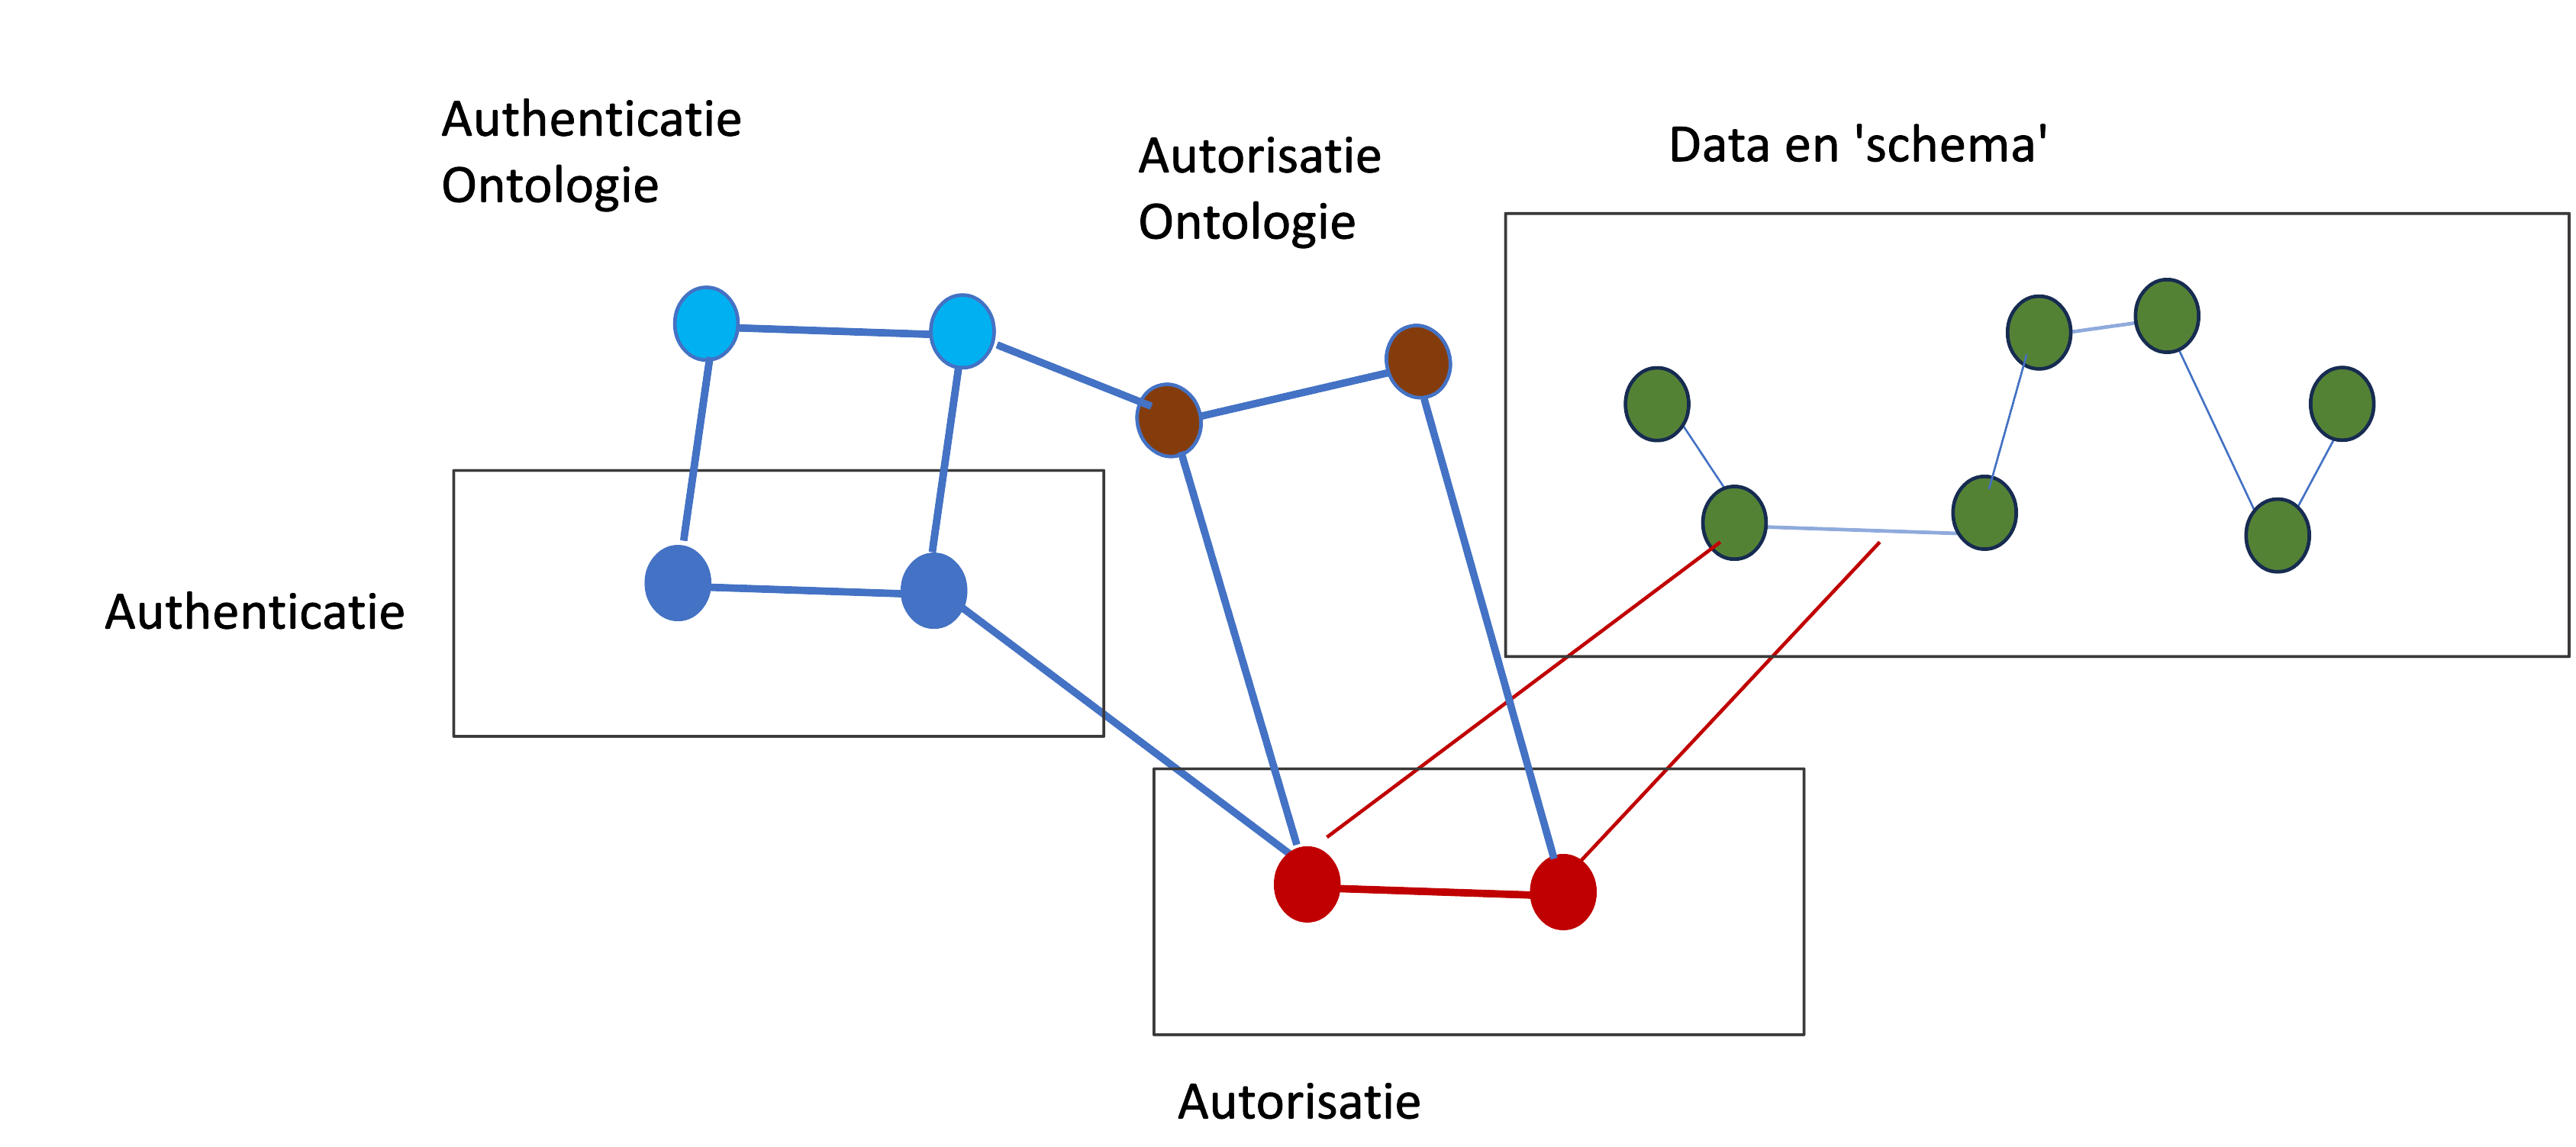 Authenticatie
Ontologie
Autorisatie
Ontologie
Data en 'schema'
Authenticatie
Autorisatie